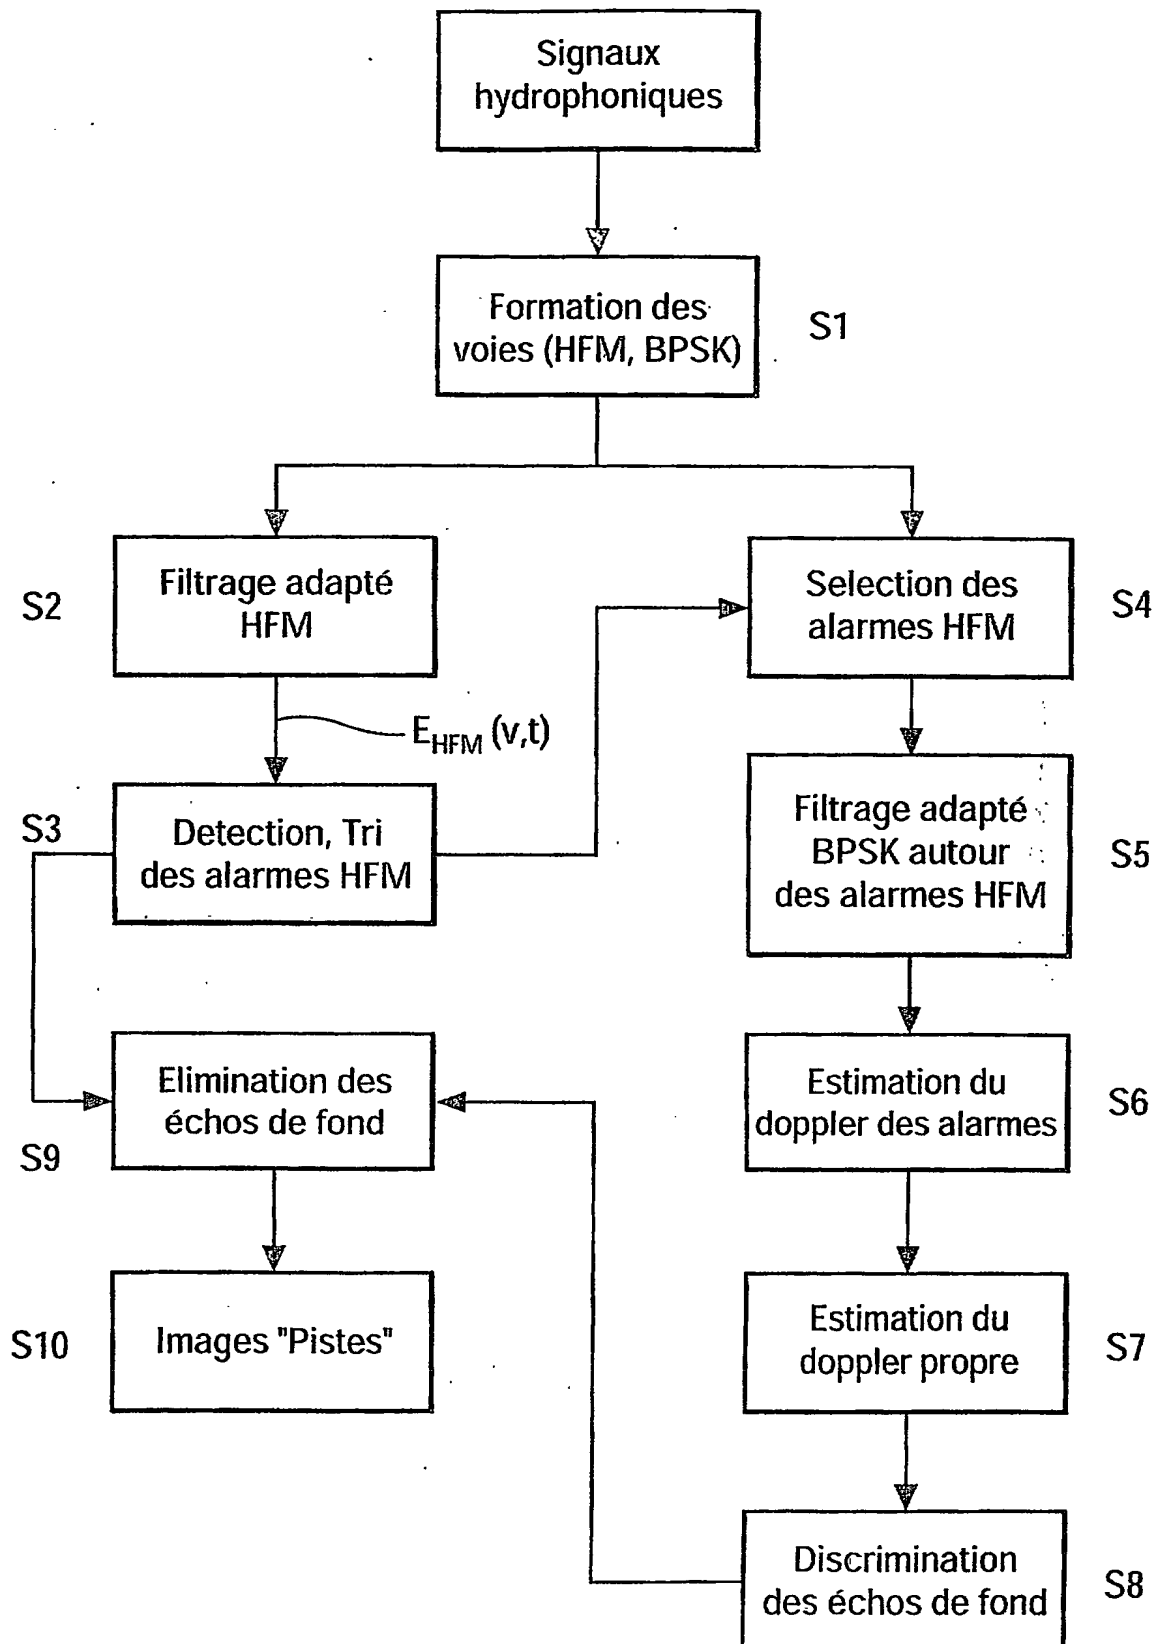 Signaux
hydrophoniques
Formation des
voies (HFM, BPSK)
S1
S2
Filtrage adapté
HFM
Selection des
alarmes HFM
S4
E_HFM (v,t)
S3
Detection, Tri
des alarmes HFM
Filtrage adapté
BPSK autour
des alarmes HFM
S5
Elimination des
échos de fond
S9
Estimation du
doppler des alarmes
S6
S10
Images "Pistes"
Estimation du
doppler propre
S7
Discrimination
des échos de fond
S8